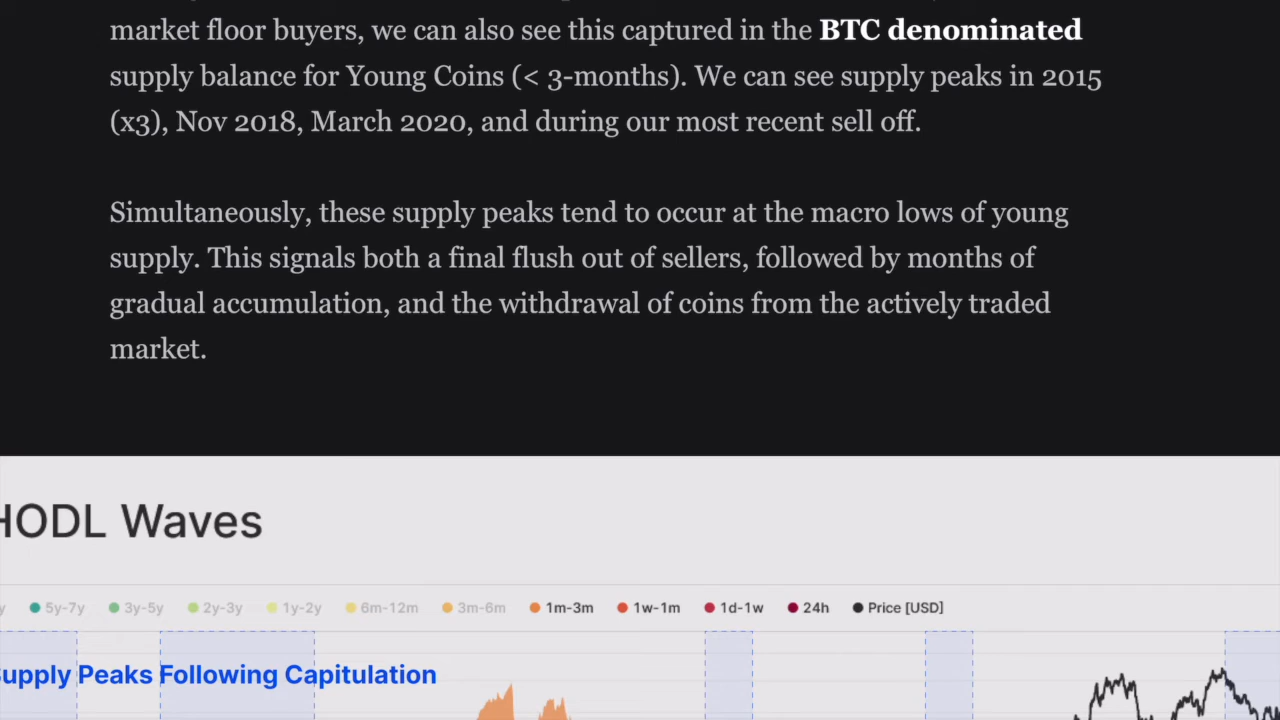 market floor buyers, we can also see this captured in the BTC denominated
supply balance for Young Coins (< 3-months). We can see supply peaks in 2015
(x3), Nov 2018, March 2020, and during our most recent sell off.
Simultaneously, these supply peaks tend to occur at the macro lows of young
supply. This signals both a final flush out of sellers, followed by months of
gradual accumulation, and the withdrawal of coins from the actively traded
market.
HODL Waves
y 5y-7y 3y-5y 2y-3y 1y-2y 6m-12m 3m-6m 1m-3m 1w-1m 1d-1w 24h Price [USD]
Supply Peaks Following Capitulation